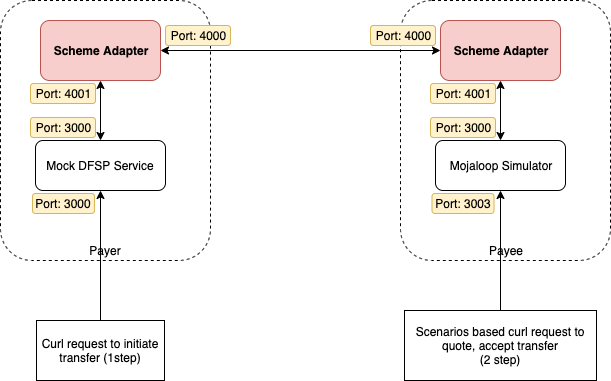 Port: 4000
Port: 4000
Scheme Adapter
Scheme Adapter
Port: 4001
Port: 4001
Port: 3000
Port: 3000
Mock DFSP Service
Mojaloop Simulator
Port: 3000
Port: 3003
Payer
Payee
Curl request to initiate
transfer (1step)
Scenarios based curl request to
quote, accept transfer
(2 step)